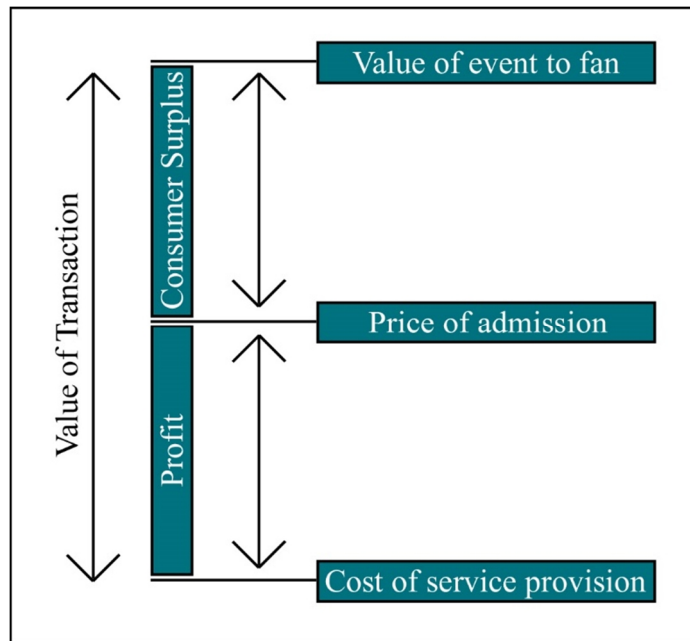 Value of event to fan
Consumer Surplus
Value of Transaction
Price of admission
Profit
Cost of service provision